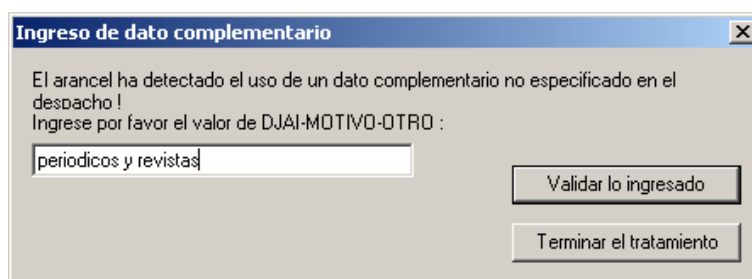 Ingreso de dato complementario
El arancel ha detectado el uso de un dato complementario no especificado en el
despacho !
Ingrese por favor el valor de DJAI-MOTIVO-OTRO :
periodicos y revistas
Validar lo ingresado
Terminar el tratamiento